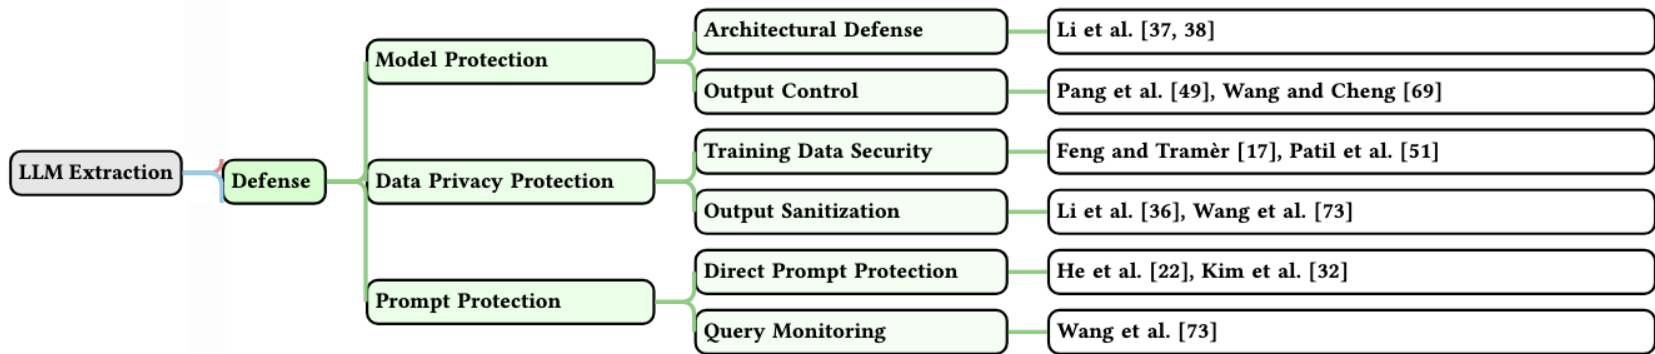 LLM Extraction
Defense
Model Protection
Architectural Defense
Li et al. [37, 38]
Output Control
Pang et al. [49], Wang and Cheng [69]
Data Privacy Protection
Training Data Security
Feng and Tramèr [17], Patil et al. [51]
Output Sanitization
Li et al. [36], Wang et al. [73]
Prompt Protection
Direct Prompt Protection
He et al. [22], Kim et al. [32]
Query Monitoring
Wang et al. [73]